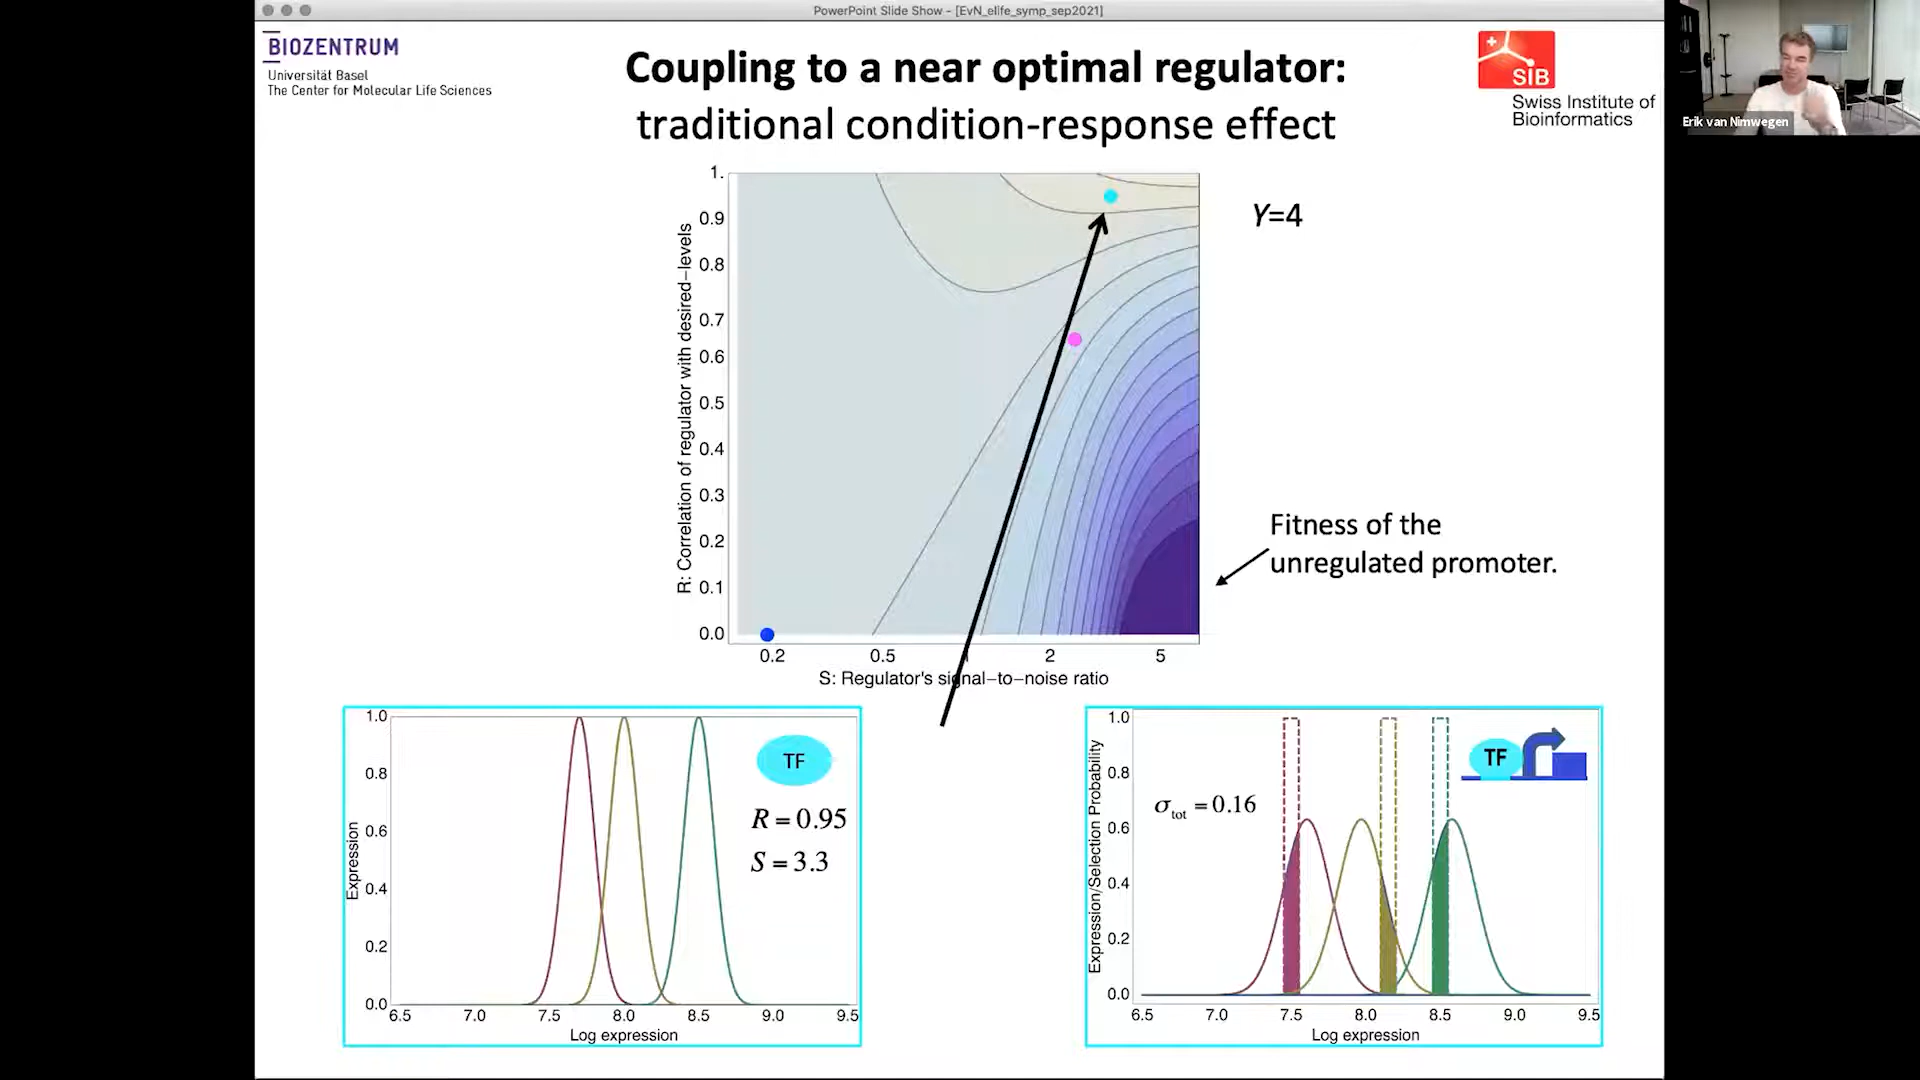 PowerPoint Slide Show - [EvN_elife_symp_sep2021]
BIOZENTRUM
Universität Basel
The Center for Molecular Life Sciences
Coupling to a near optimal regulator:
traditional condition-response effect
SIB
Swiss Institute of
Bioinformatics
Erik van Nimwegen
R: Correlation of regulator with desired–levels
1.
0.9
0.8
0.7
0.6
0.5
0.4
0.3
0.2
0.1
0.0
0.2 0.5 1 2 5
S: Regulator's signal–to–noise ratio
Y=4
Fitness of the
unregulated promoter.
Expression
1.0
0.8
0.6
0.4
0.2
0.0
6.5 7.0 7.5 8.0 8.5 9.0 9.5
Log expression
TF
R = 0.95
S = 3.3
Expression/Selection Probability
1.0
0.8
0.6
0.4
0.2
0.0
6.5 7.0 7.5 8.0 8.5 9.0 9.5
Log expression
σtot = 0.16
TF